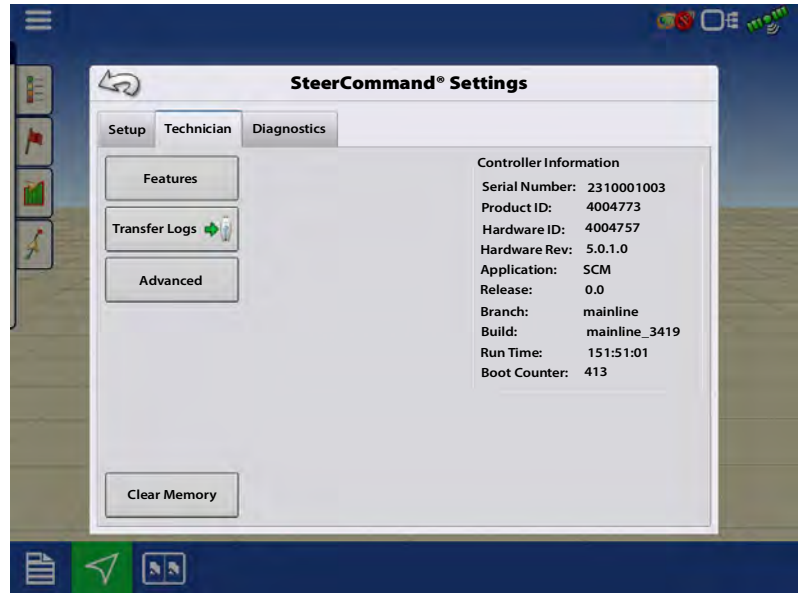 SteerCommand® Settings
Setup Technician Diagnostics
Features
Transfer Logs
Advanced
Clear Memory
Controller Information
Serial Number: 2310001003
Product ID: 4004773
Hardware ID: 4004757
Hardware Rev: 5.0.1.0
Application: SCM
Release: 0.0
Branch: mainline
Build: mainline_3419
Run Time: 151:51:01
Boot Counter: 413